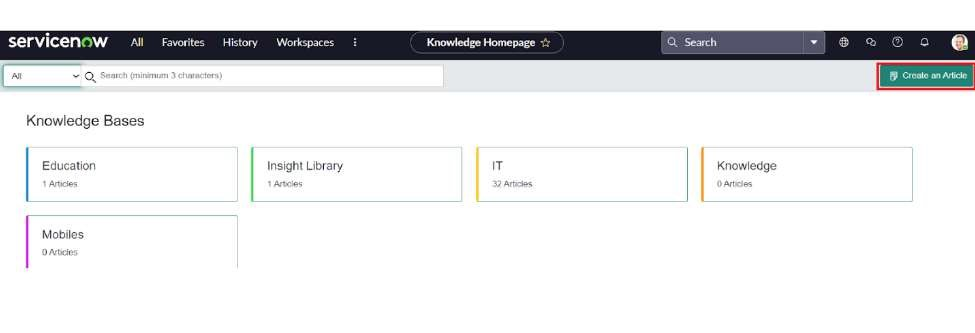 servicenow All Favorites History Workspaces Knowledge Homepage Search
All Search (minimum 3 characters) Create an Article
Knowledge Bases
Education Insight Library IT Knowledge
1 Articles 1 Articles 32 Articles 0 Articles
Mobiles
0 Articles